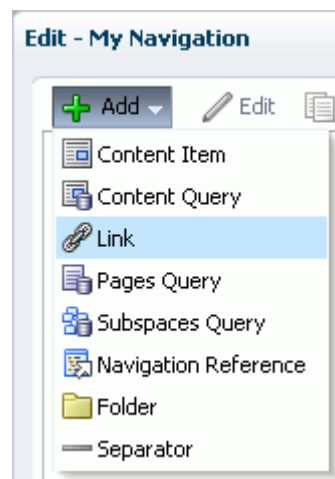 Edit - My Navigation
Add Edit
Content Item
Content Query
Link
Pages Query
Subspaces Query
Navigation Reference
Folder
Separator